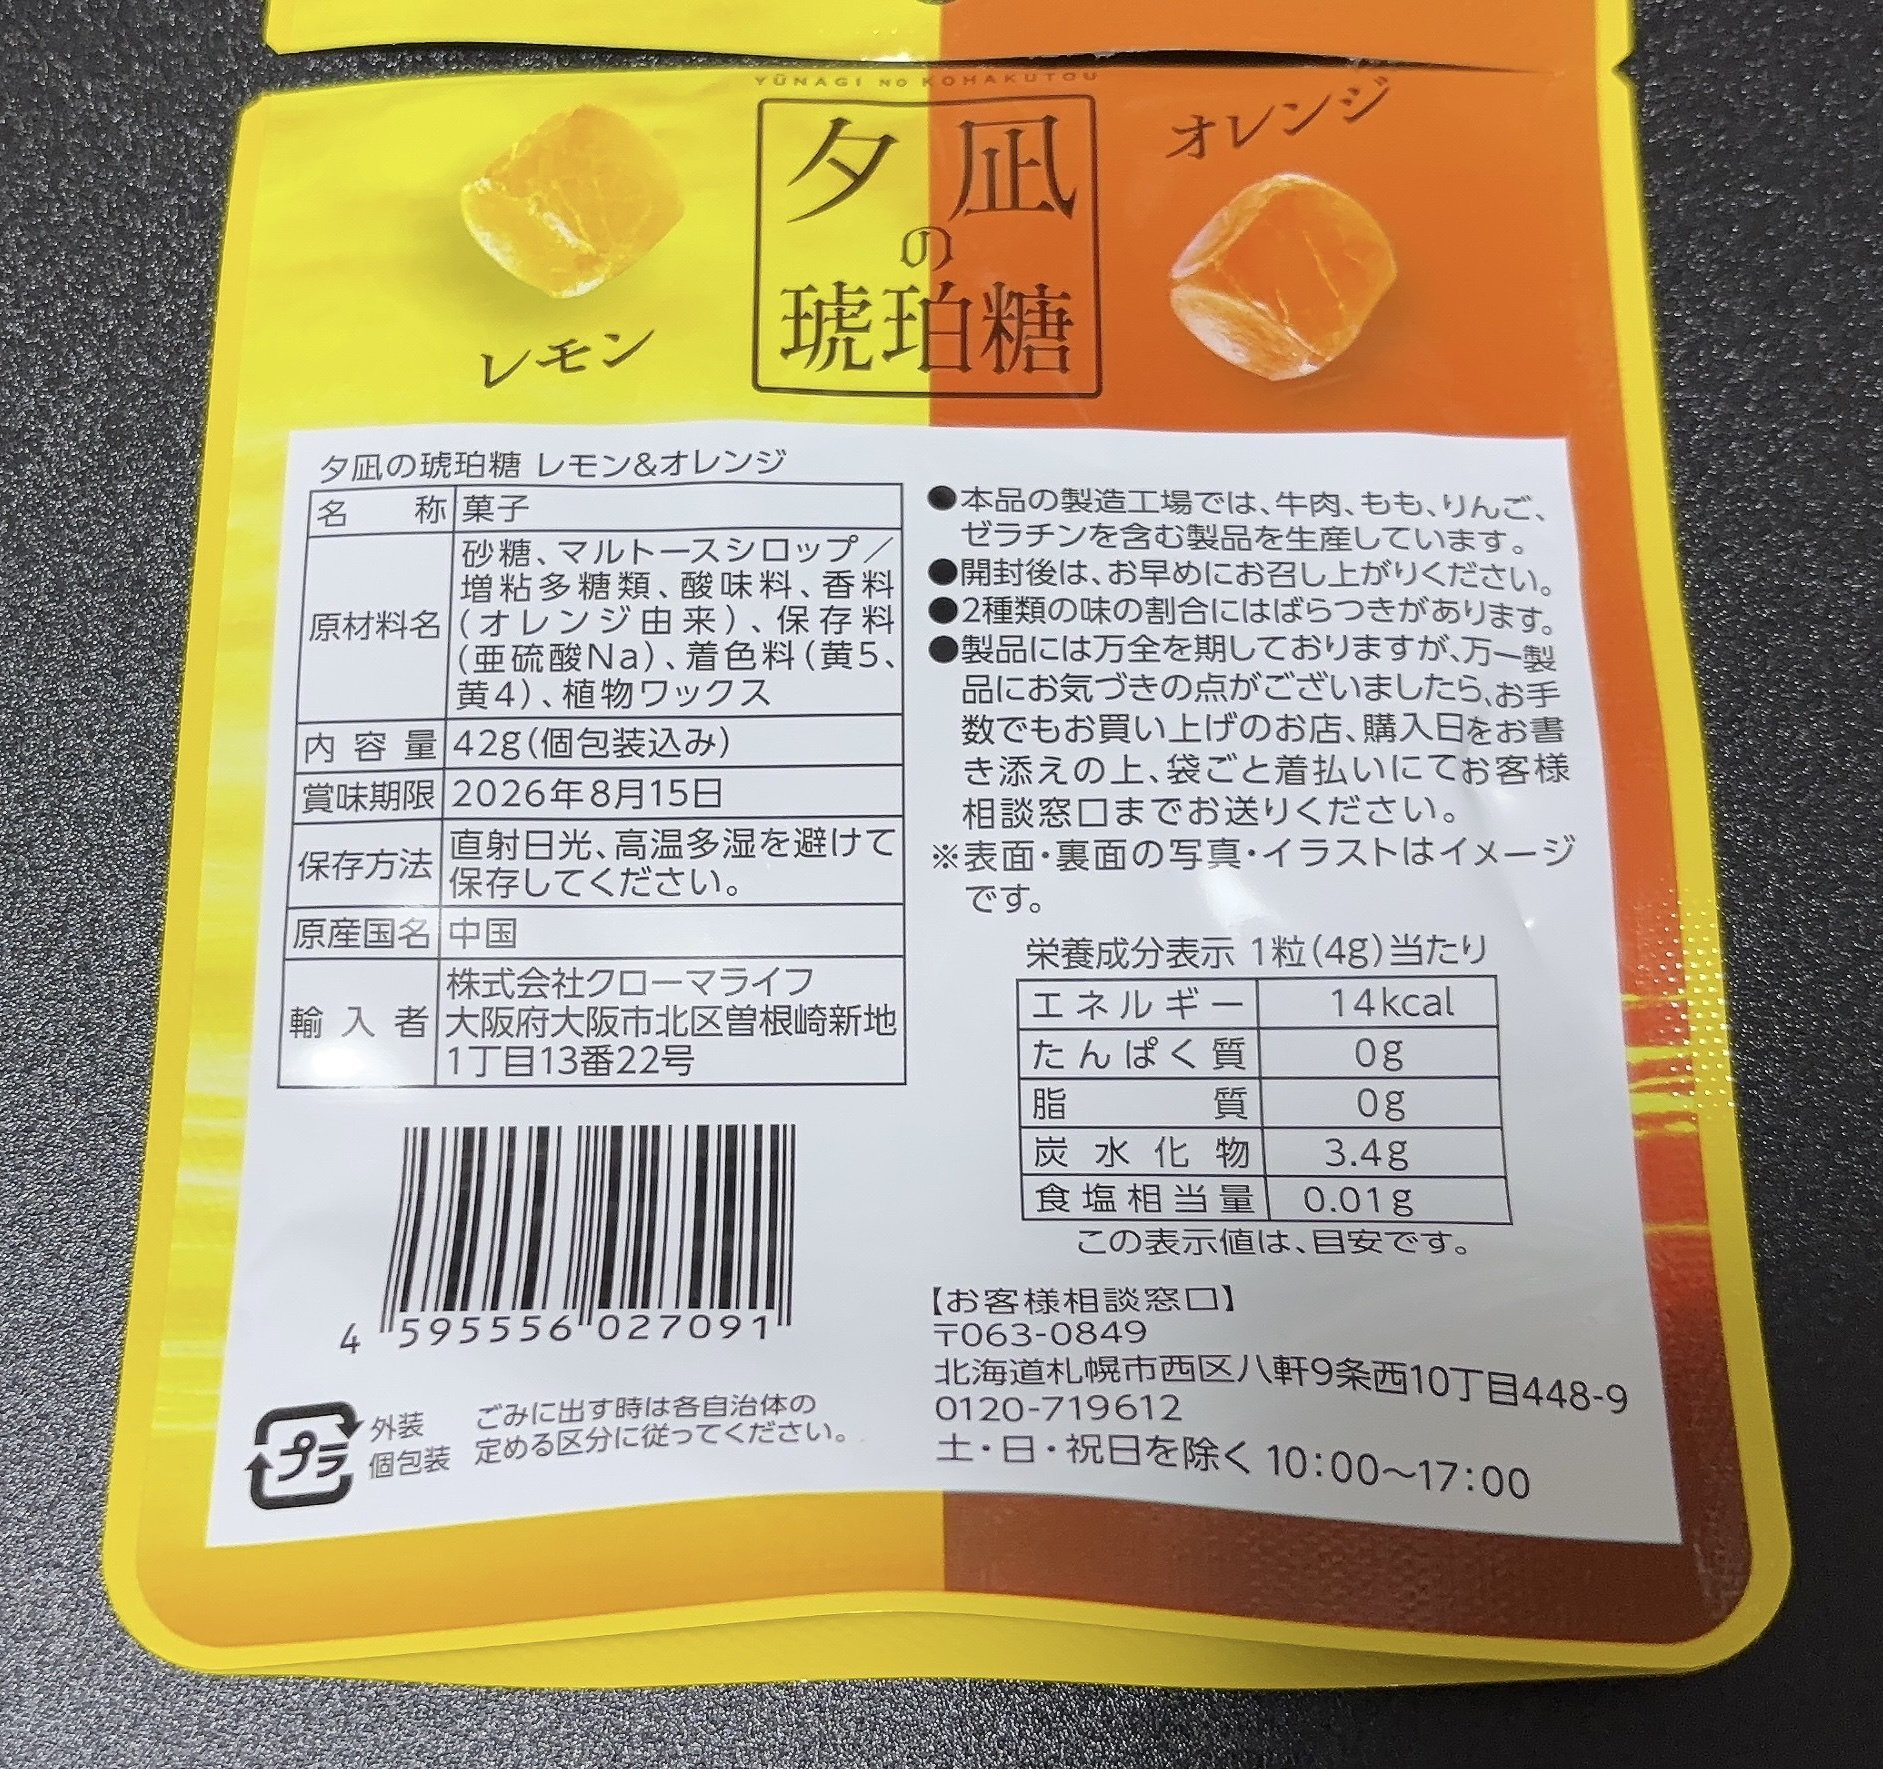 YŪNAGI NO KOHAKUTOU
夕凪
の
琥珀糖
レモン
オレンジ
夕凪の琥珀糖 レモン&オレンジ
名称 菓子
原材料名 砂糖、マルトースシロップ／
増粘多糖類、酸味料、香料
(オレンジ由来)、保存料
(亜硫酸Na)、着色料(黄5、
黄4)、植物ワックス
内容量 42g(個包装込み)
賞味期限 2026年8月15日
保存方法 直射日光、高温多湿を避けて
保存してください。
原産国名 中国
輸入者 株式会社クローマライフ
大阪府大阪市北区曽根崎新地
1丁目13番22号
4 595556 027091
プラ
外装
個包装
ごみに出す時は各自治体の
定める区分に従ってください。
●本品の製造工場では、牛肉、もも、りんご、
ゼラチンを含む製品を生産しています。
●開封後は、お早めにお召し上がりください。
●2種類の味の割合にはばらつきがあります。
●製品には万全を期しておりますが、万一製
品にお気づきの点がございましたら、お手
数でもお買い上げのお店、購入日をお書
き添えの上、袋ごと着払いにてお客様
相談窓口までお送りください。
※表面・裏面の写真・イラストはイメージ
です。
栄養成分表示 1粒(4g)当たり
エネルギー 14kcal
たんぱく質 0g
脂質 0g
炭水化物 3.4g
食塩相当量 0.01g
この表示値は、目安です。
【お客様相談窓口】
〒063-0849
北海道札幌市西区八軒9条西10丁目448-9
0120-719612
土・日・祝日を除く 10:00～17:00